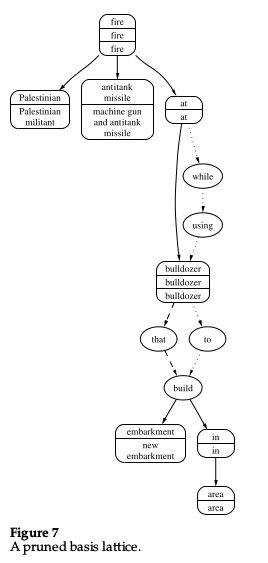 fire
fire
fire
Palestinian
Palestinian
militant
antitank
missile
machine gun
and antitank
missile
at
at
while
using
bulldozer
bulldozer
bulldozer
that
to
build
embarkment
new
embarkment
in
in
area
area
Figure 7
A pruned basis lattice.